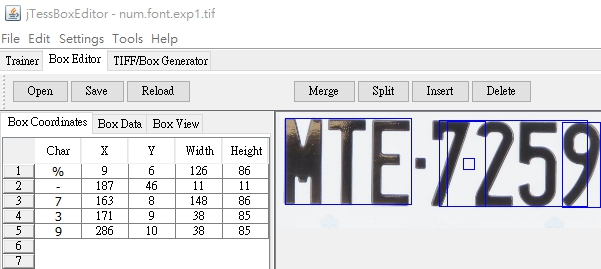 jTessBoxEditor - num.font.exp1.tif
File Edit Settings Tools Help
Trainer Box Editor TIFF/Box Generator
Open Save Reload Merge Split Insert Delete
Box Coordinates Box Data Box View
Char X Y Width Height
1 % 9 6 126 86
2 - 187 46 11 11
3 7 163 8 148 86
4 3 171 9 38 85
5 9 286 10 38 85
6
7
MTE·7259